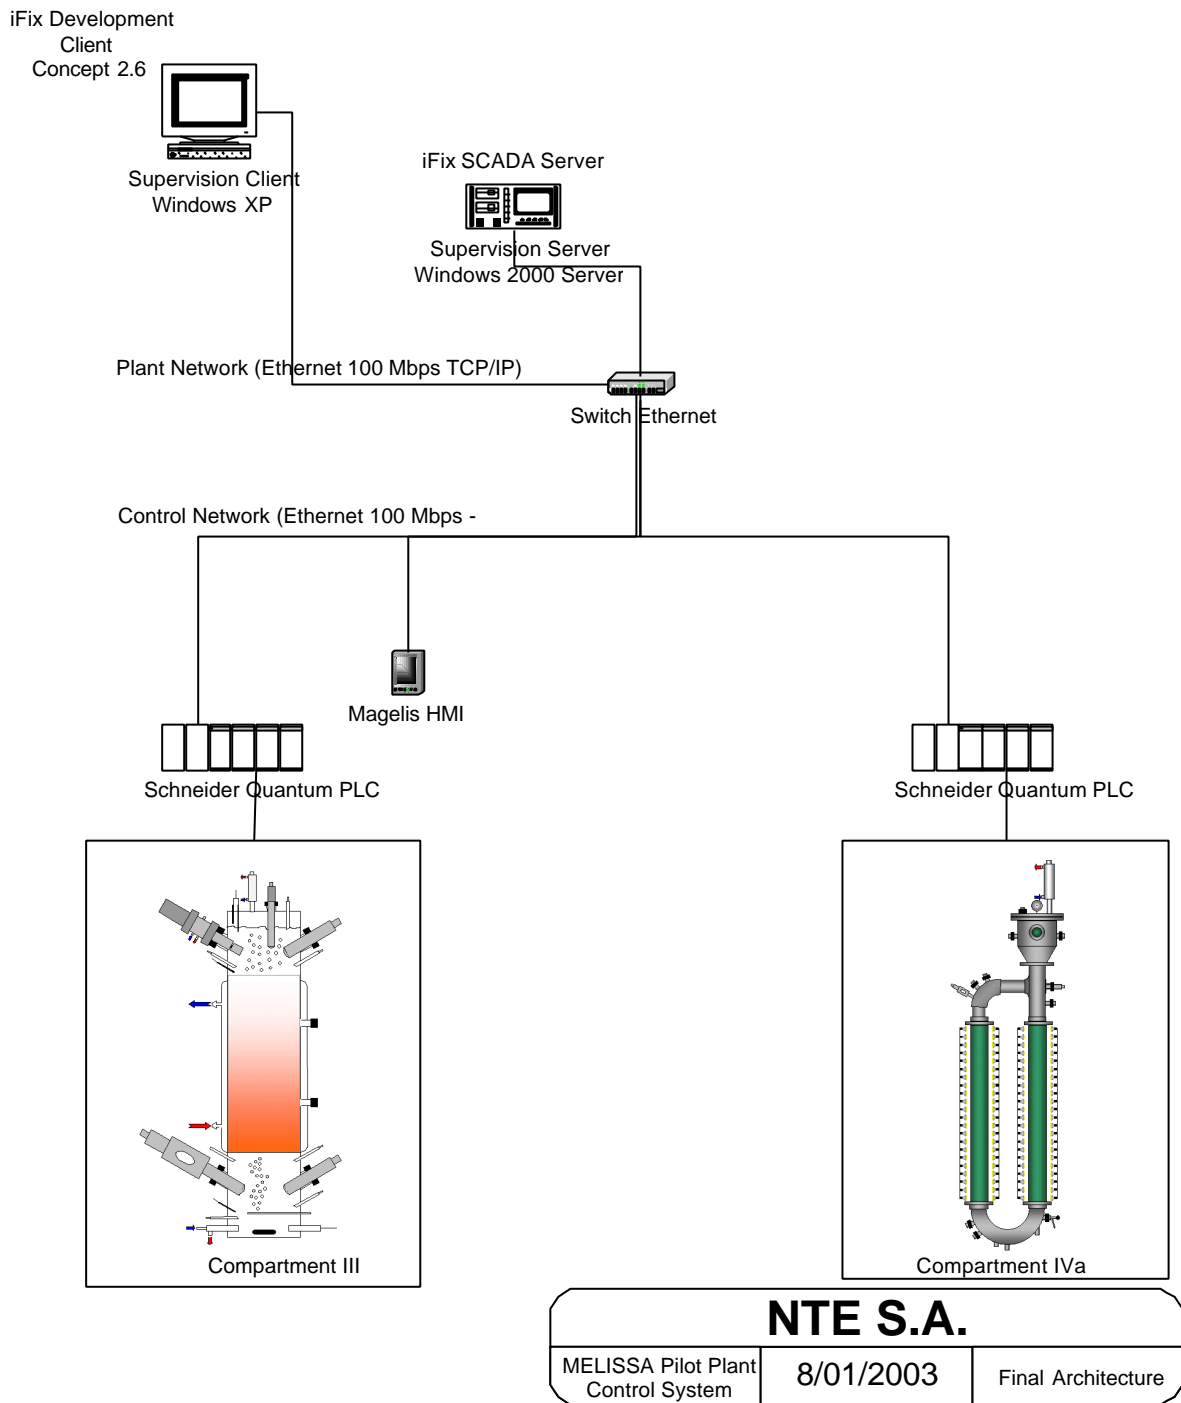 iFix Development
Client
Concept 2.6
Supervision Client
Windows XP
iFix SCADA Server
Supervision Server
Windows 2000 Server
Plant Network (Ethernet 100 Mbps TCP/IP)
Switch Ethernet
Control Network (Ethernet 100 Mbps -
Magelis HMI
Schneider Quantum PLC
Schneider Quantum PLC
Compartment III
Compartment IVa
NTE S.A.
MELISSA Pilot Plant
Control System
8/01/2003
Final Architecture